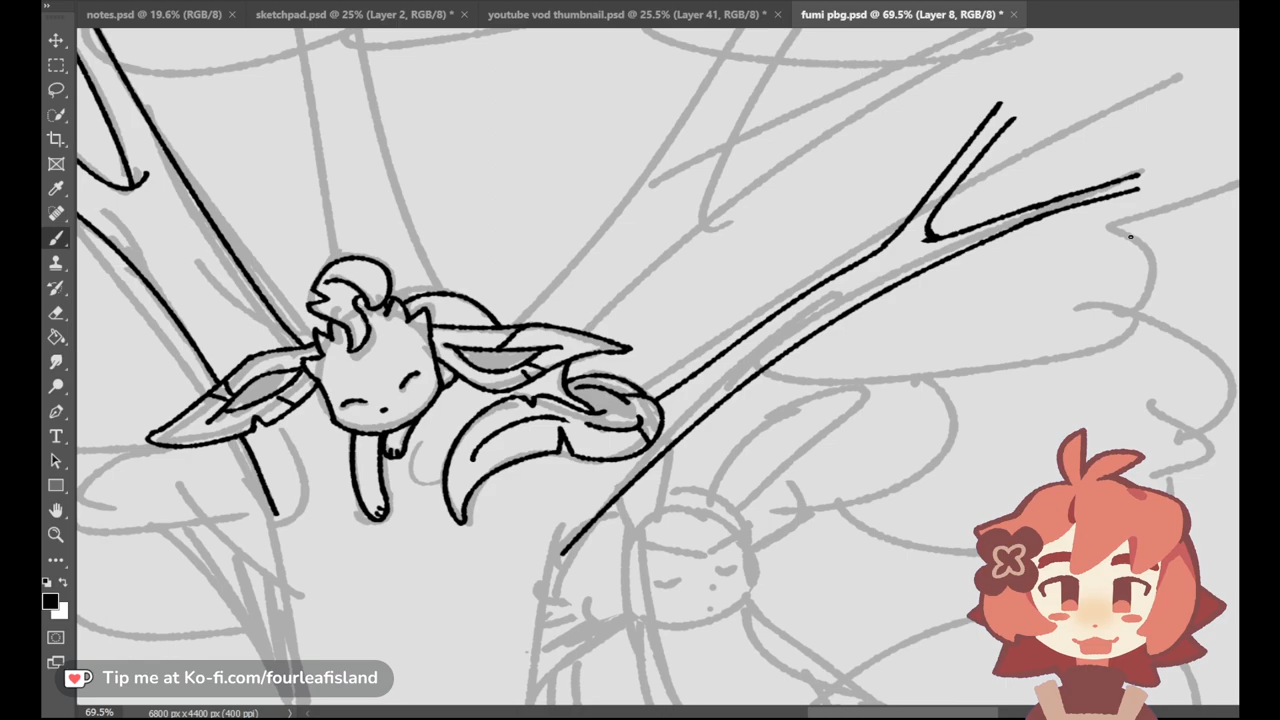 notes.psd @ 19.6% (RGB/8)
sketchpad.psd @ 25% (Layer 2, RGB/8) *
youtube vod thumbnail.psd @ 25.5% (Layer 41, RGB/8) *
fumi pbg.psd @ 69.5% (Layer 8, RGB/8) *
Tip me at Ko-fi.com/fourleafisland
69.5%
6800 px x 4400 px (400 ppi)